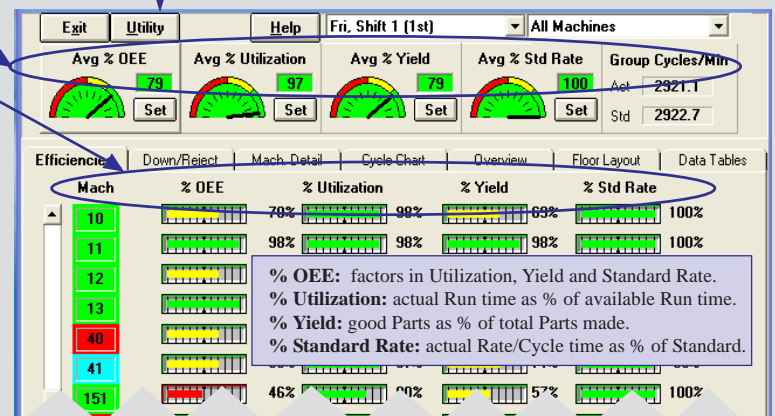 Exit Utility Help Fri, Shift 1 (1st) All Machines
Avg % OEE Avg % Utilization Avg % Yield Avg % Std Rate Group Cycles/Min
79 97 79 100 Act 2921.1
Set Set Set Set Std 2922.7
Efficiencies Down/Reject Mach. Detail Cycle Chart Overview Floor Layout Data Tables
Mach % OEE % Utilization % Yield % Std Rate
10 70% 98% 69% 100%
11 98% 98% 98% 100%
12
13
40
41
151 46% 57% 100%
% OEE: factors in Utilization, Yield and Standard Rate.
% Utilization: actual Run time as % of available Run time.
% Yield: good Parts as % of total Parts made.
% Standard Rate: actual Rate/Cycle time as % of Standard.